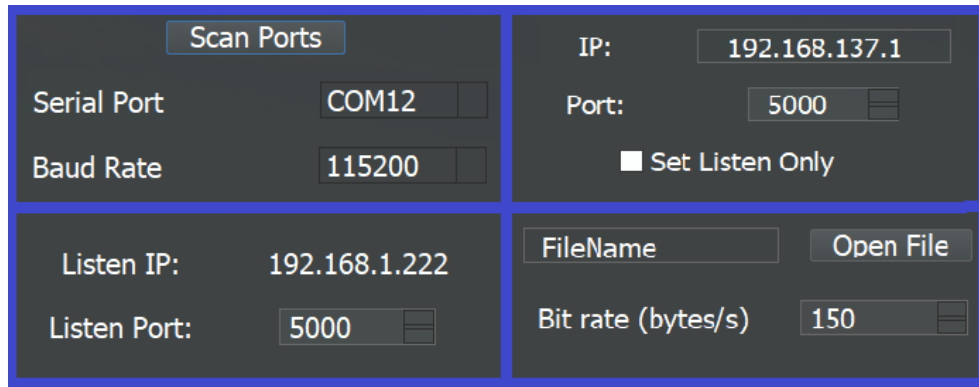 Scan Ports
Serial Port COM12
Baud Rate 115200
IP: 192.168.137.1
Port: 5000
Set Listen Only
Listen IP: 192.168.1.222
Listen Port: 5000
FileName Open File
Bit rate (bytes/s) 150